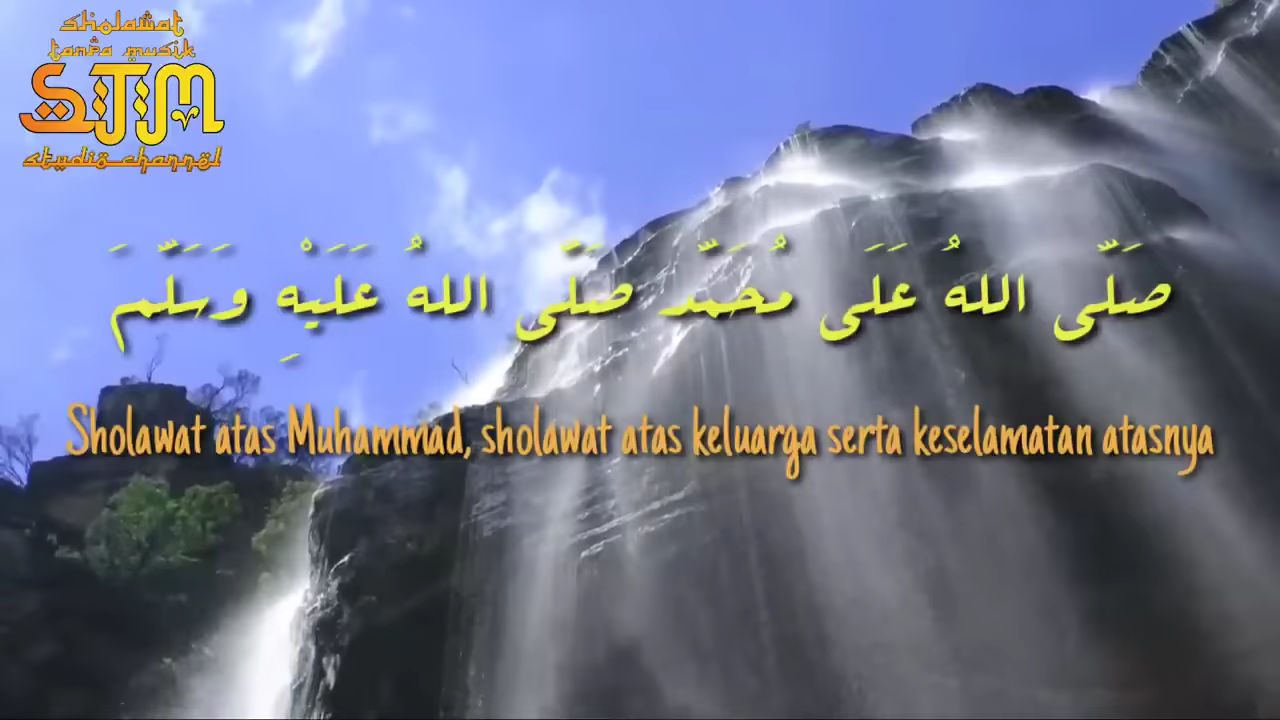 sholawat
tanpa musik
STM
studio channel
صَلَّى اللهُ عَلَى مُحَمَّد صَلَّى اللهُ عَلَيْهِ وَسَلَّمَ
Sholawat atas Muhammad, sholawat atas keluarga serta keselamatan atasnya